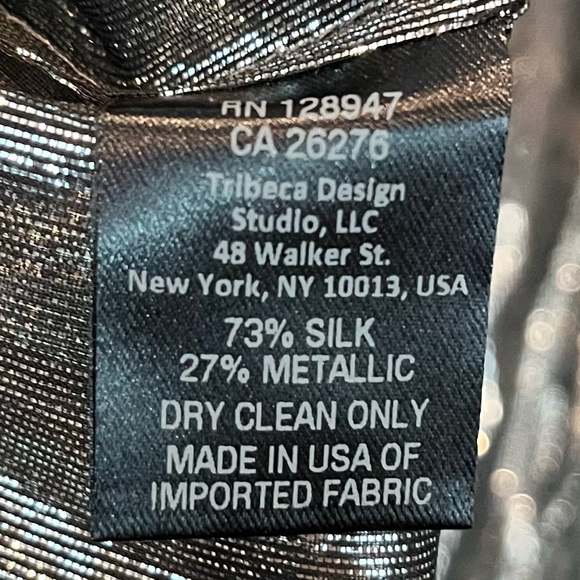 RN 128947
CA 26276
Tribeca Design
Studio, LLC
48 Walker St.
New York, NY 10013, USA
73% SILK
27% METALLIC
DRY CLEAN ONLY
MADE IN USA OF
IMPORTED FABRIC